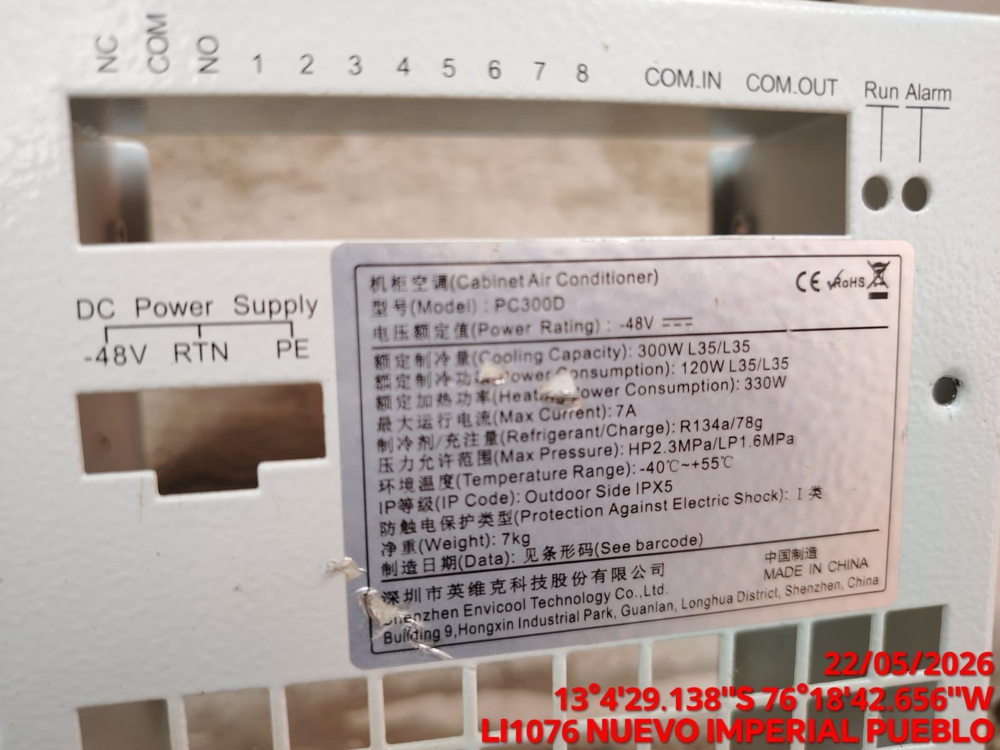 NC COM NO 1 2 3 4 5 6 7 8 COM-IN COM-OUT Run Alarm
DC Power Supply
-48V RTN PE
机柜空调(Cabinet Air Conditioner)
CE RoHS
型号(Model) : PC300D
电压额定值(Power Rating) : -48V
额定制冷量(Cooling Capacity): 300W L35/L35
额定制冷功率(Power Consumption): 120W L35/L35
额定加热功率(Heating Power Consumption): 330W
最大运行电流(Max Current): 7A
制冷剂/充注量(Refrigerant/Charge): R134a/78g
压力允许范围(Max Pressure): HP2.3MPa/LP1.6MPa
环境温度(Temperature Range): -40℃~+55℃
IP等级(IP Code): Outdoor Side IPX5
防触电保护类型(Protection Against Electric Shock): I 类
净重(Weight): 7kg
制造日期(Data): 见条形码(See barcode)
深圳市英维克科技股份有限公司
中国制造
MADE IN CHINA
Shenzhen Envicool Technology Co.,Ltd.
Building 9,Hongxin Industrial Park, Guanlan, Longhua District, Shenzhen, China
22/05/2026
13°4'29.138"S 76°18'42.656"W
LI1076 NUEVO IMPERIAL PUEBLO